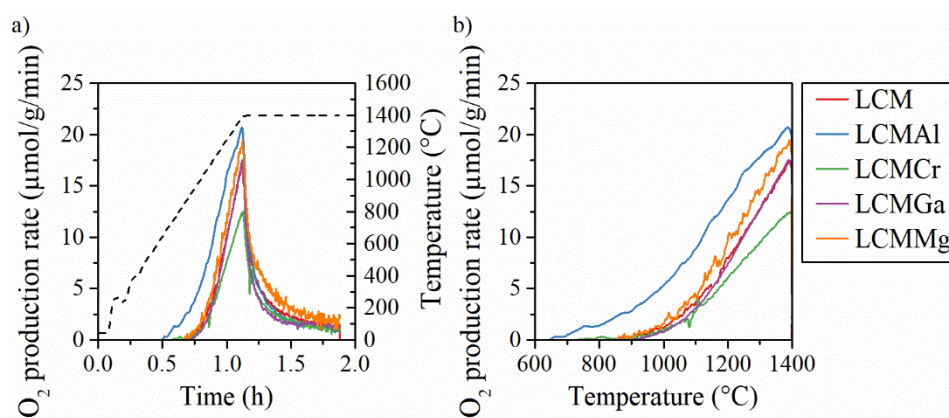 a)
O₂ production rate (μmol/g/min)
25
20
15
10
5
0
0.0 0.5 1.0 1.5 2.0
Time (h)
1600
1400
1200
1000
800
600
400
200
0
Temperature (°C)
b)
O₂ production rate (μmol/g/min)
25
20
15
10
5
0
600 800 1000 1200 1400
Temperature (°C)
LCM
LCMAl
LCMCr
LCMGa
LCMMg